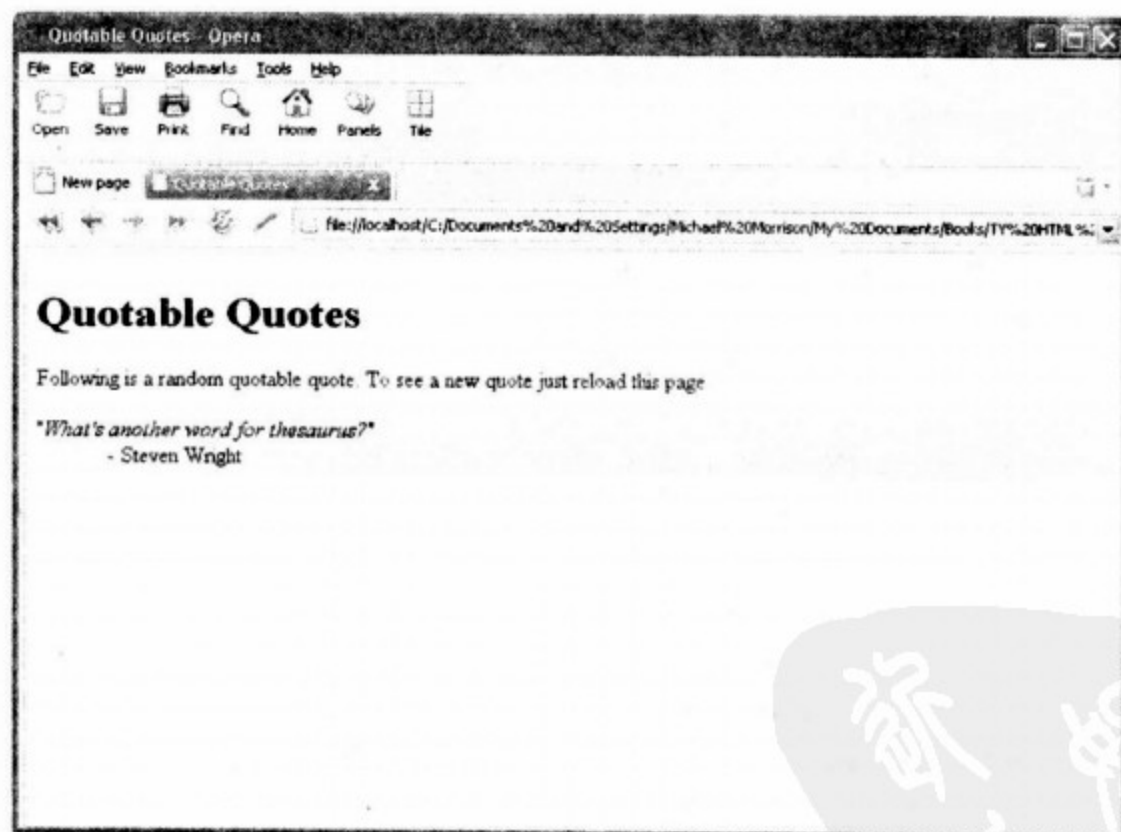 Quotable Quotes - Opera
File Edit View Bookmarks Tools Help
Open Save Print Find Home Panels Tile
New page Quotable Quotes
file://localhost/C:/Documents%20and%20Settings/Michael%20Morrison/My%20Documents/Books/TY%20HTML%2
Quotable Quotes
Following is a random quotable quote. To see a new quote just reload this page
"What's another word for thesaurus?"
- Steven Wright